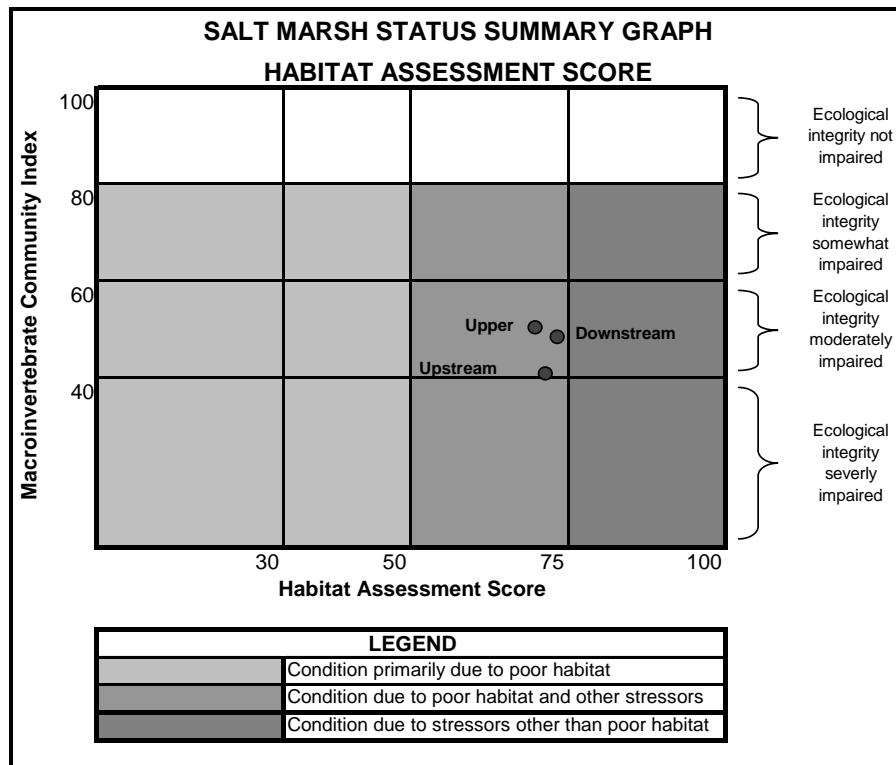 SALT MARSH STATUS SUMMARY GRAPH
HABITAT ASSESSMENT SCORE
Macroinvertebrate Community Index
100
80
60
40
Upper
Downstream
Upstream
Ecological
integrity not
impaired
Ecological
integrity
somewhat
impaired
Ecological
integrity
moderately
impaired
Ecological
integrity
severly
impaired
30 50 75 100
Habitat Assessment Score
LEGEND
Condition primarily due to poor habitat
Condition due to poor habitat and other stressors
Condition due to stressors other than poor habitat